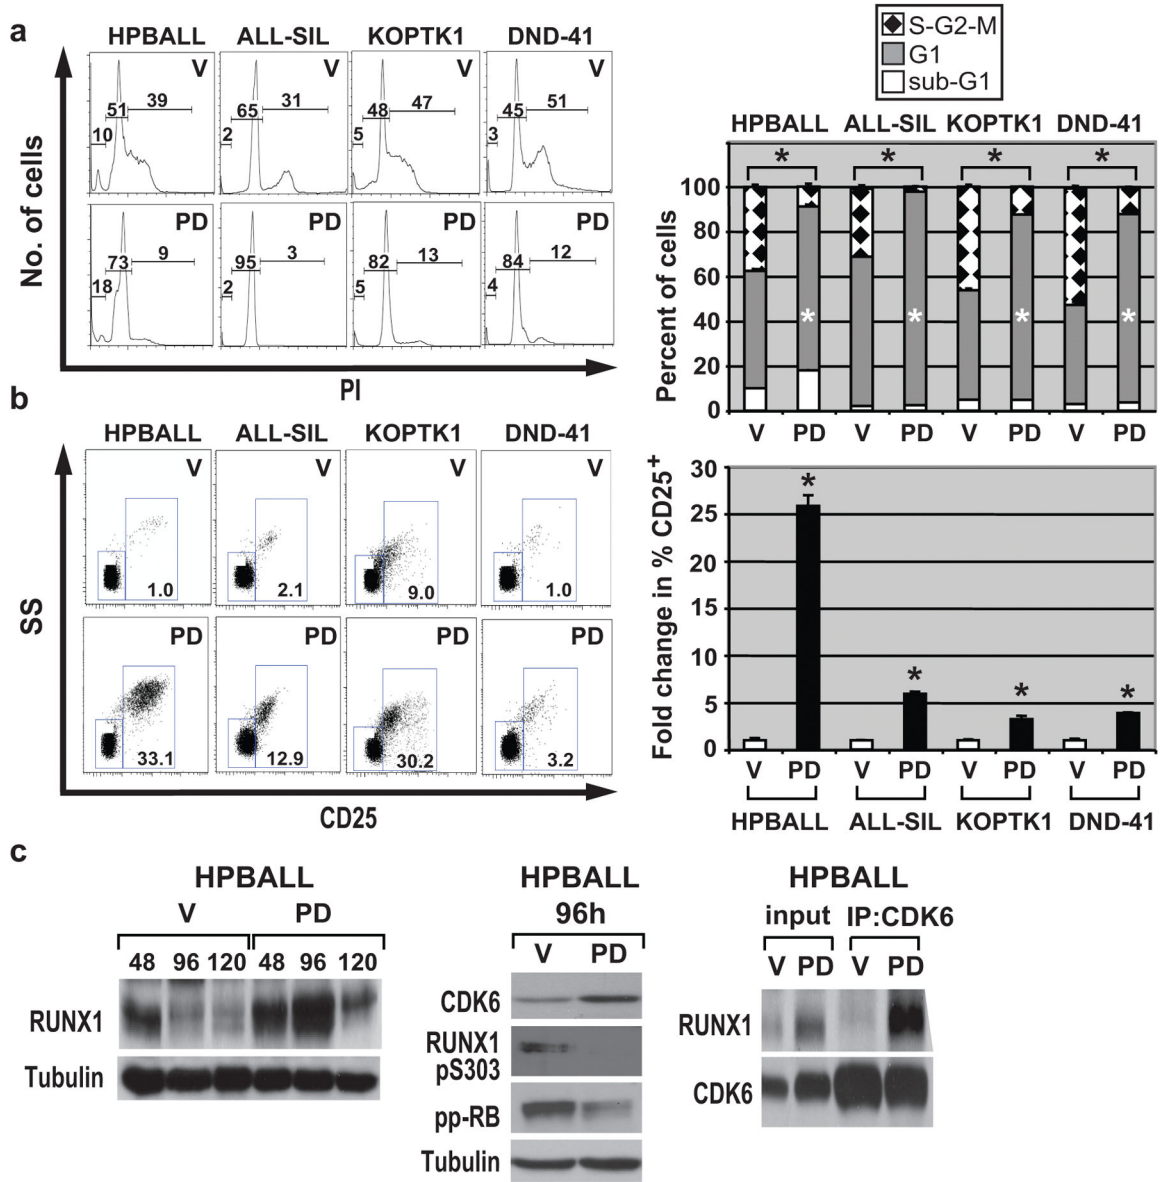 a
HPBALL ALL-SIL KOPTK1 DND-41
V V V V
10 51 39 2 65 31 5 48 47 3 45 51
PD PD PD PD
18 73 9 2 95 3 5 82 13 4 84 12
No. of cells
PI
S-G2-M
G1
sub-G1
HPBALL ALL-SIL KOPTK1 DND-41
* * * *
100
80
60
40
20
0
* * * *
Percent of cells
V PD V PD V PD V PD
b
HPBALL ALL-SIL KOPTK1 DND-41
V V V V
1.0 2.1 9.0 1.0
PD PD PD PD
33.1 12.9 30.2 3.2
SS
CD25
30
25
20
15
10
5
0
* * * *
Fold change in % CD25+
V PD V PD V PD V PD
HPBALL ALL-SIL KOPTK1 DND-41
c
HPBALL
V PD
48 96 120 48 96 120
RUNX1
Tubulin
HPBALL
96h
V PD
CDK6
RUNX1
pS303
pp-RB
Tubulin
HPBALL
input IP:CDK6
V PD V PD
RUNX1
CDK6